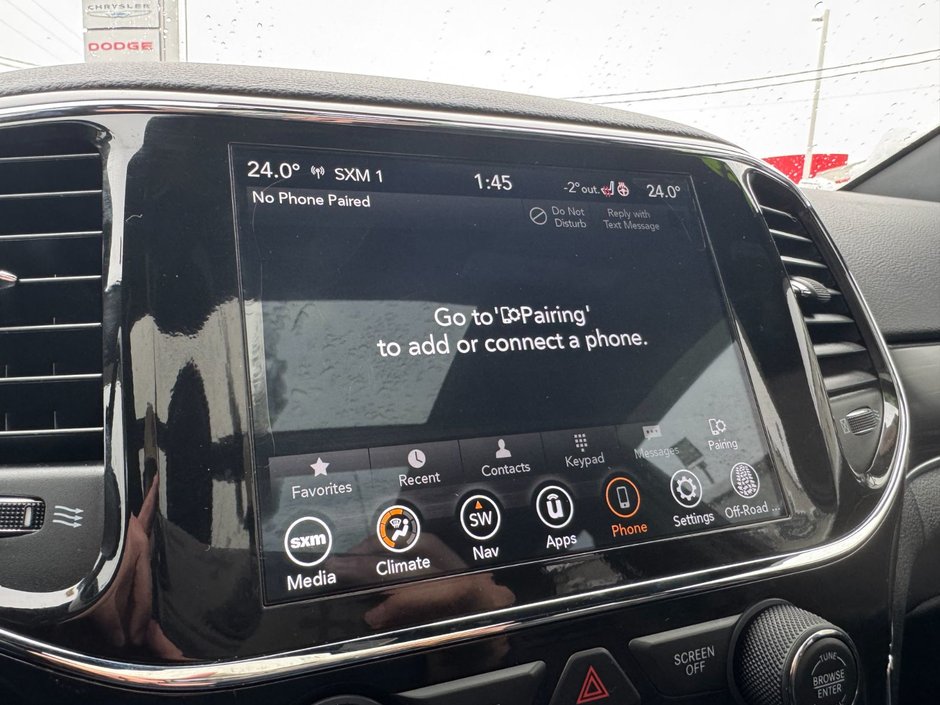 CHRYSLER
DODGE
24.0° SXM 1 1:45 -2° out. 24.0°
No Phone Paired
Do Not Disturb
Reply with Text Message
Go to 'Pairing'
to add or connect a phone.
Favorites Recent Contacts Keypad Messages Pairing
sxm SW u
Media Climate Nav Apps Phone Settings Off-Road ...
SCREEN
OFF
TUNE
BROWSE
ENTER